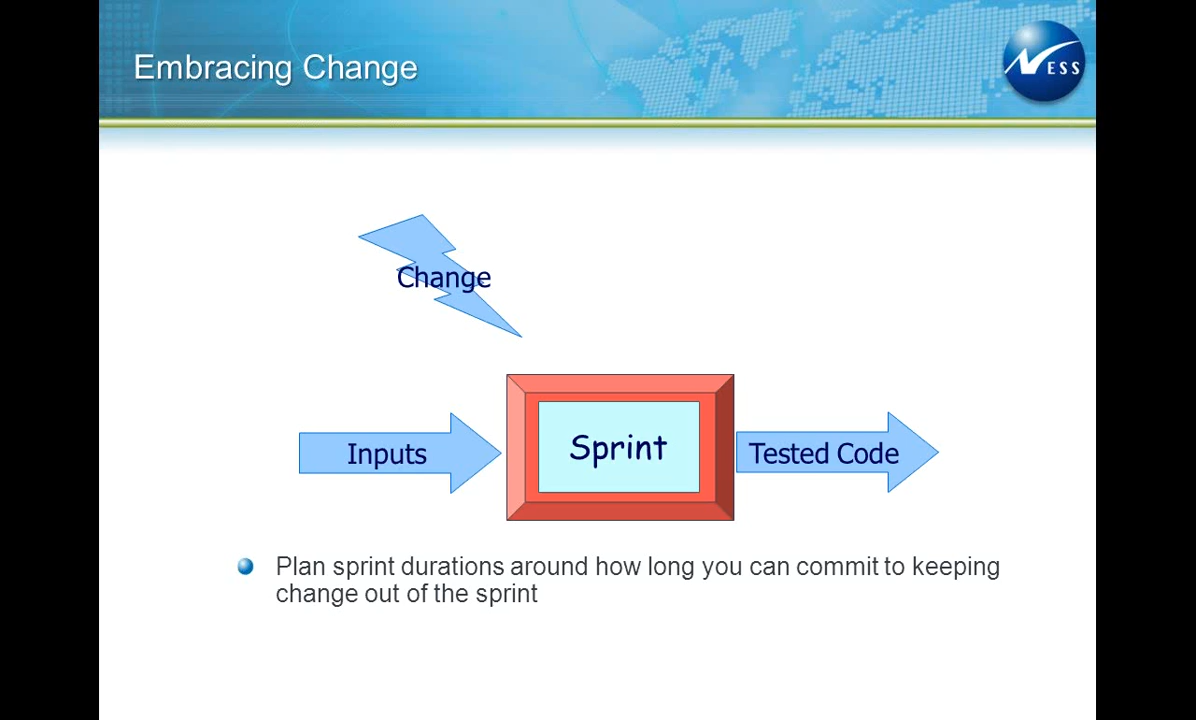 Embracing Change
NESS
Change
Inputs
Sprint
Tested Code
Plan sprint durations around how long you can commit to keeping
change out of the sprint